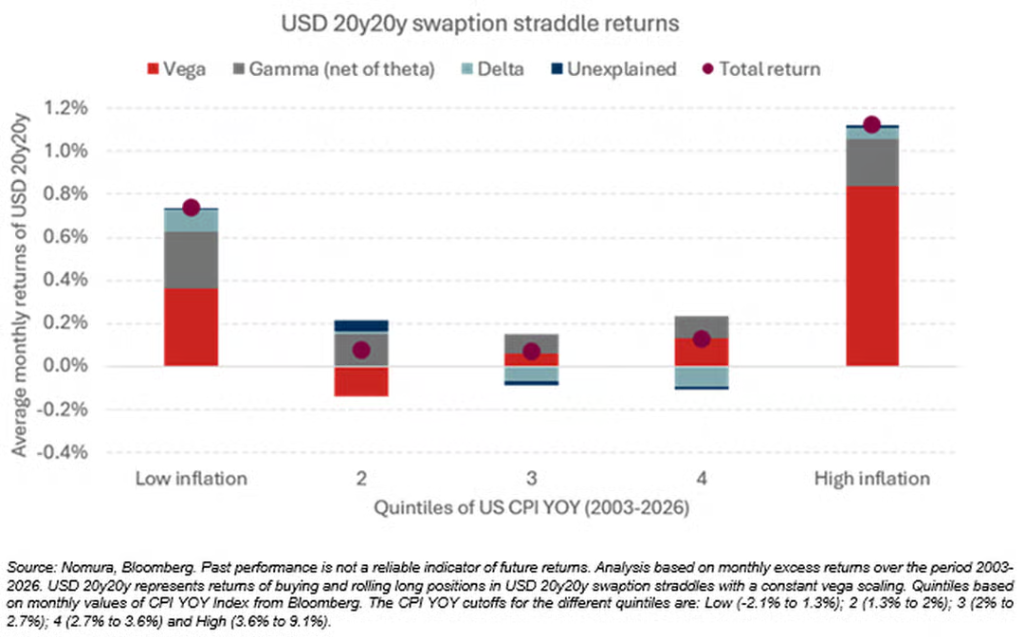 USD 20y20y swaption straddle returns
Vega Gamma (net of theta) Delta Unexplained Total return
Average monthly returns of USD 20y20y
1.2%
1.0%
0.8%
0.6%
0.4%
0.2%
0.0%
-0.2%
-0.4%
Low inflation 2 3 4 High inflation
Quintiles of US CPI YOY (2003-2026)
Source: Nomura, Bloomberg. Past performance is not a reliable indicator of future returns. Analysis based on monthly excess returns over the period 2003-
2026. USD 20y20y represents returns of buying and rolling long positions in USD 20y20y swaption straddles with a constant vega scaling. Quintiles based
on monthly values of CPI YOY Index from Bloomberg. The CPI YOY cutoffs for the different quintiles are: Low (-2.1% to 1.3%); 2 (1.3% to 2%); 3 (2% to
2.7%); 4 (2.7% to 3.6%) and High (3.6% to 9.1%).